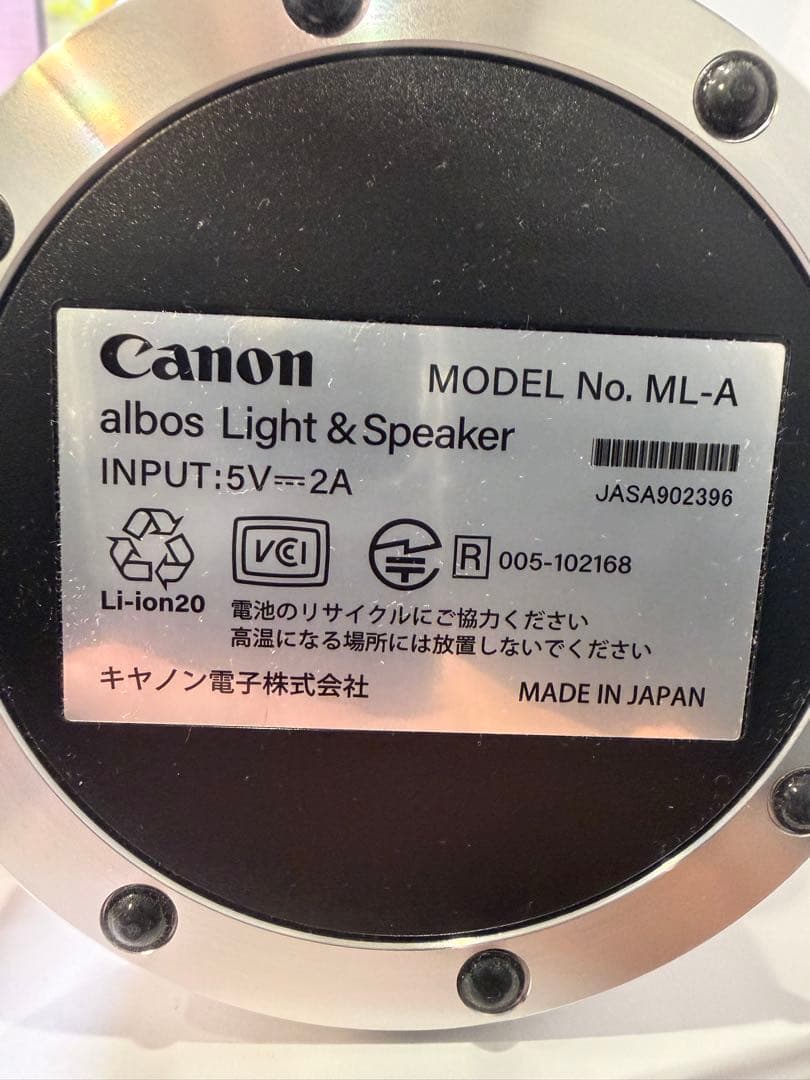 Canon
MODEL No. ML-A
albos Light & Speaker
INPUT:5V⎓2A
JASA902396
VCCI
R 005-102168
Li-ion20
電池のリサイクルにご協力ください
高温になる場所には放置しないでください
キヤノン電子株式会社
MADE IN JAPAN